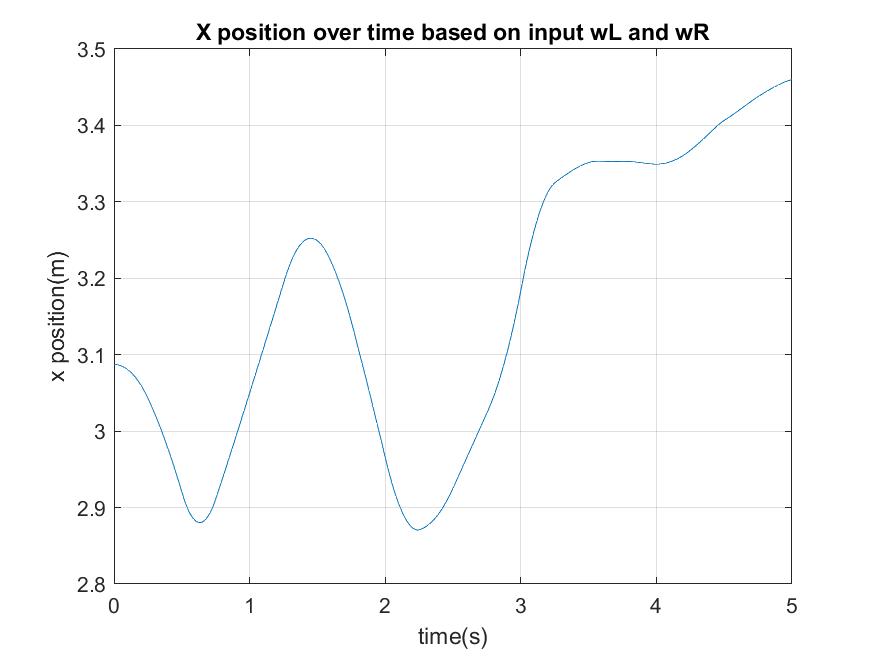 X position over time based on input wL and wR
3.5
3.4
3.3
3.2
3.1
3
2.9
2.8
x position(m)
0 1 2 3 4 5
time(s)